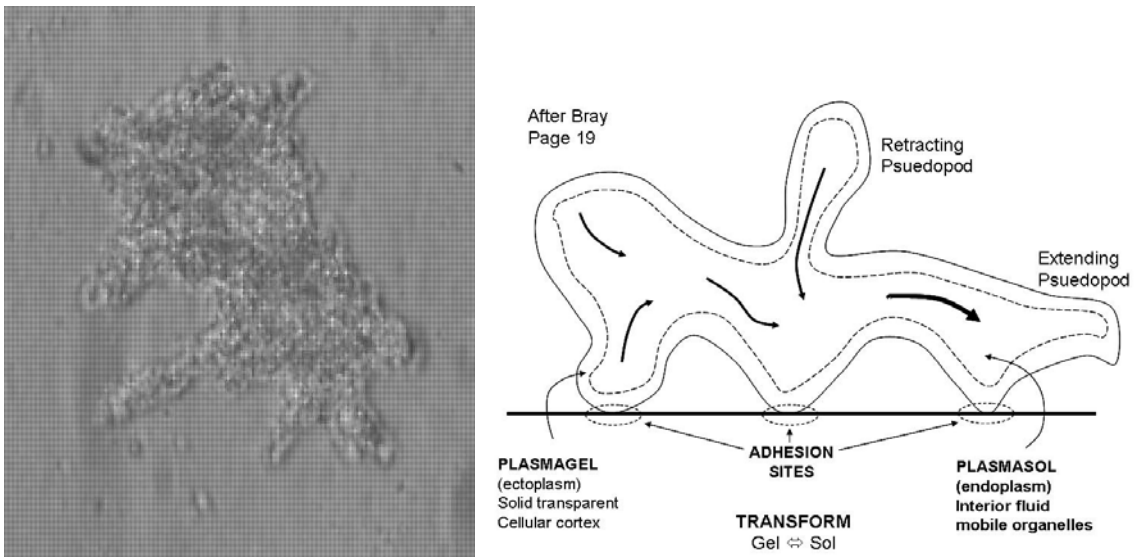 After Bray
Page 19
Retracting
Psuedopod
Extending
Psuedopod
PLASMAGEL
(ectoplasm)
Solid transparent
Cellular cortex
ADHESION
SITES
PLASMASOL
(endoplasm)
Interior fluid
mobile organelles
TRANSFORM
Gel ⇔ Sol